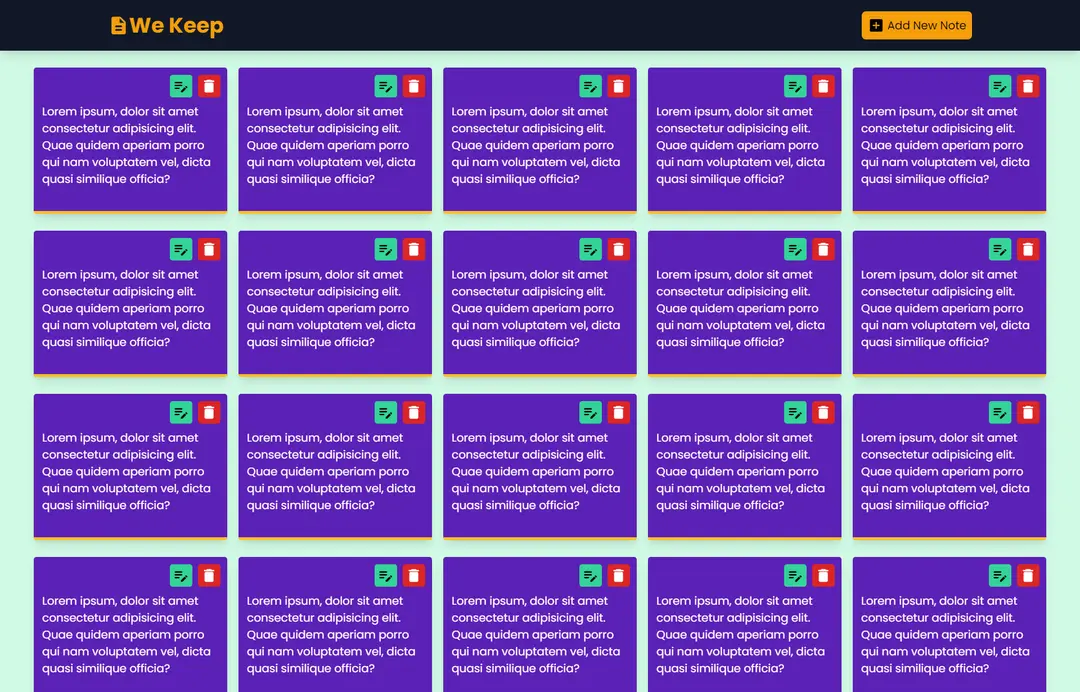 We Keep
Add New Note
Lorem ipsum, dolor sit amet
consectetur adipisicing elit.
Quae quidem aperiam porro
qui nam voluptatem vel, dicta
quasi similique officia?
Lorem ipsum, dolor sit amet
consectetur adipisicing elit.
Quae quidem aperiam porro
qui nam voluptatem vel, dicta
quasi similique officia?
Lorem ipsum, dolor sit amet
consectetur adipisicing elit.
Quae quidem aperiam porro
qui nam voluptatem vel, dicta
quasi similique officia?
Lorem ipsum, dolor sit amet
consectetur adipisicing elit.
Quae quidem aperiam porro
qui nam voluptatem vel, dicta
quasi similique officia?
Lorem ipsum, dolor sit amet
consectetur adipisicing elit.
Quae quidem aperiam porro
qui nam voluptatem vel, dicta
quasi similique officia?
Lorem ipsum, dolor sit amet
consectetur adipisicing elit.
Quae quidem aperiam porro
qui nam voluptatem vel, dicta
quasi similique officia?
Lorem ipsum, dolor sit amet
consectetur adipisicing elit.
Quae quidem aperiam porro
qui nam voluptatem vel, dicta
quasi similique officia?
Lorem ipsum, dolor sit amet
consectetur adipisicing elit.
Quae quidem aperiam porro
qui nam voluptatem vel, dicta
quasi similique officia?
Lorem ipsum, dolor sit amet
consectetur adipisicing elit.
Quae quidem aperiam porro
qui nam voluptatem vel, dicta
quasi similique officia?
Lorem ipsum, dolor sit amet
consectetur adipisicing elit.
Quae quidem aperiam porro
qui nam voluptatem vel, dicta
quasi similique officia?
Lorem ipsum, dolor sit amet
consectetur adipisicing elit.
Quae quidem aperiam porro
qui nam voluptatem vel, dicta
quasi similique officia?
Lorem ipsum, dolor sit amet
consectetur adipisicing elit.
Quae quidem aperiam porro
qui nam voluptatem vel, dicta
quasi similique officia?
Lorem ipsum, dolor sit amet
consectetur adipisicing elit.
Quae quidem aperiam porro
qui nam voluptatem vel, dicta
quasi similique officia?
Lorem ipsum, dolor sit amet
consectetur adipisicing elit.
Quae quidem aperiam porro
qui nam voluptatem vel, dicta
quasi similique officia?
Lorem ipsum, dolor sit amet
consectetur adipisicing elit.
Quae quidem aperiam porro
qui nam voluptatem vel, dicta
quasi similique officia?
Lorem ipsum, dolor sit amet
consectetur adipisicing elit.
Quae quidem aperiam porro
qui nam voluptatem vel, dicta
quasi similique officia?
Lorem ipsum, dolor sit amet
consectetur adipisicing elit.
Quae quidem aperiam porro
qui nam voluptatem vel, dicta
quasi similique officia?
Lorem ipsum, dolor sit amet
consectetur adipisicing elit.
Quae quidem aperiam porro
qui nam voluptatem vel, dicta
quasi similique officia?
Lorem ipsum, dolor sit amet
consectetur adipisicing elit.
Quae quidem aperiam porro
qui nam voluptatem vel, dicta
quasi similique officia?
Lorem ipsum, dolor sit amet
consectetur adipisicing elit.
Quae quidem aperiam porro
qui nam voluptatem vel, dicta
quasi similique officia?